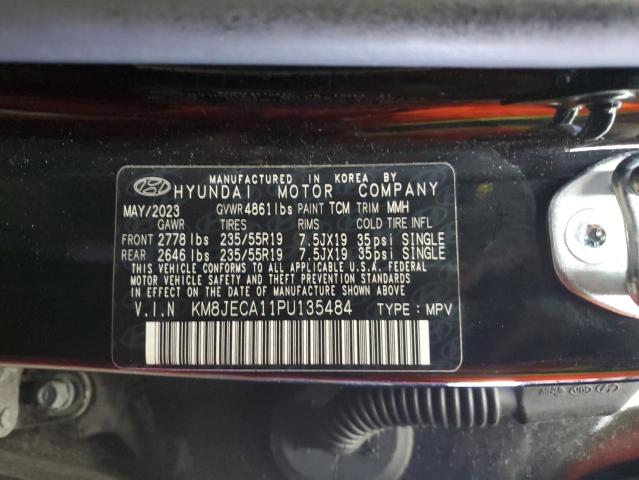 MANUFACTURED IN KOREA BY
HYUNDAI MOTOR COMPANY
MAY/2023 GVWR 4861lbs PAINT TCM TRIM MMH
GAWR TIRES RIMS COLD TIRE INFL
FRONT 2778lbs 235/55R19 7.5JX19 35psi SINGLE
REAR 2646lbs 235/55R19 7.5JX19 35psi SINGLE
THIS VEHICLE CONFORMS TO ALL APPLICABLE U.S. FEDERAL
MOTOR VEHICLE SAFETY AND THEFT PREVENTION STANDARDS
IN EFFECT ON THE DATE OF MANUFACTURE SHOWN ABOVE.
V.I.N KM8JECA11PU135484 TYPE : MPV